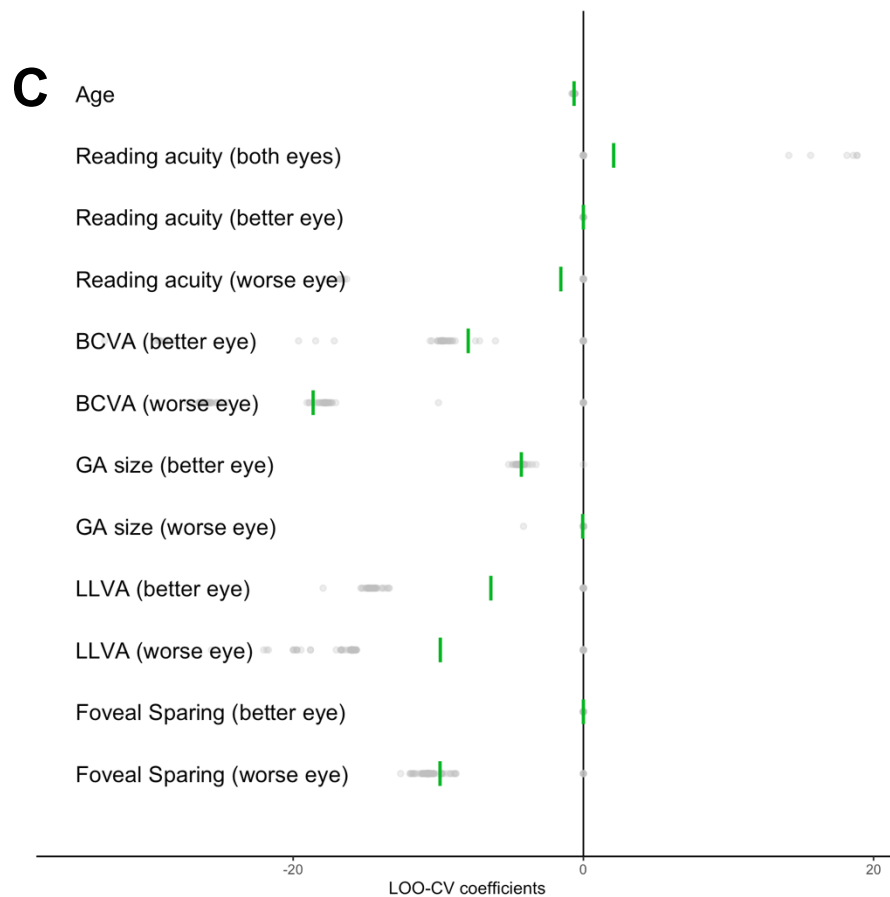 C
Age
Reading acuity (both eyes)
Reading acuity (better eye)
Reading acuity (worse eye)
BCVA (better eye)
BCVA (worse eye)
GA size (better eye)
GA size (worse eye)
LLVA (better eye)
LLVA (worse eye)
Foveal Sparing (better eye)
Foveal Sparing (worse eye)
-20 0 20
LOO-CV coefficients